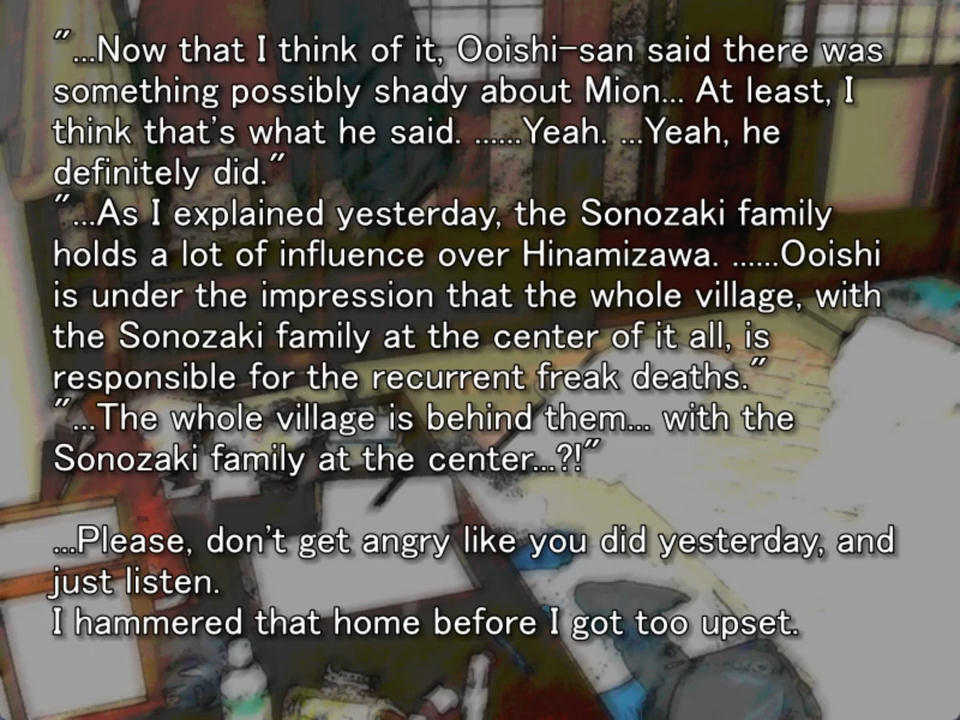 "...Now that I think of it, Ooishi-san said there was
something possibly shady about Mion... At least, I
think that's what he said. ......Yeah. ...Yeah, he
definitely did."
"...As I explained yesterday, the Sonozaki family
holds a lot of influence over Hinamizawa. ......Ooishi
is under the impression that the whole village, with
the Sonozaki family at the center of it all, is
responsible for the recurrent freak deaths."
"...The whole village is behind them... with the
Sonozaki family at the center...?!"
...Please, don't get angry like you did yesterday, and
just listen.
I hammered that home before I got too upset.